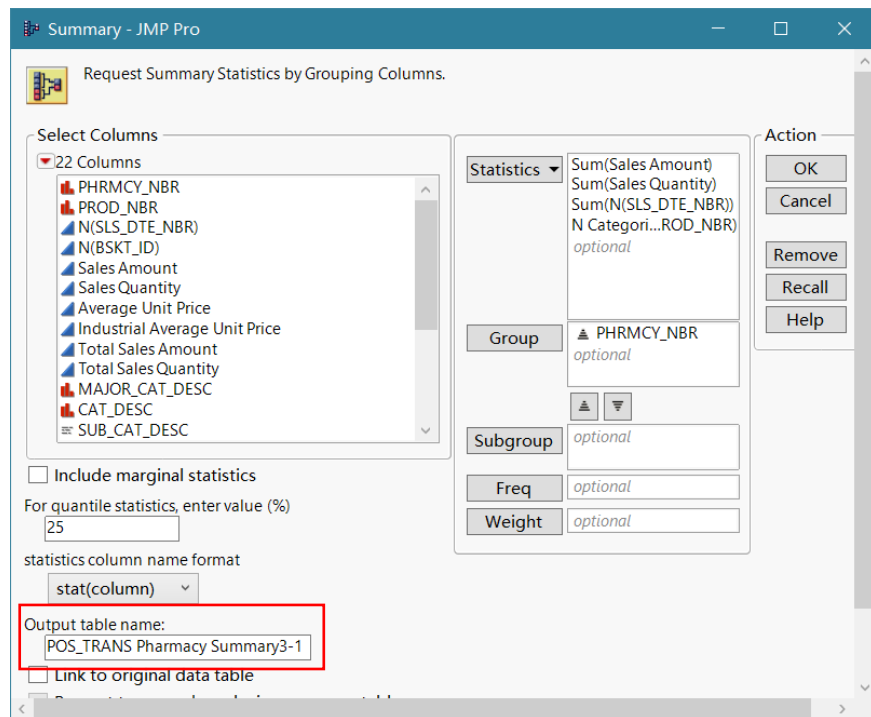 Summary - JMP Pro
Request Summary Statistics by Grouping Columns.
Select Columns
22 Columns
PHRMCY_NBR
PROD_NBR
N(SLS_DTE_NBR)
N(BSKT_ID)
Sales Amount
Sales Quantity
Average Unit Price
Industrial Average Unit Price
Total Sales Amount
Total Sales Quantity
MAJOR_CAT_DESC
CAT_DESC
SUB_CAT_DESC
Include marginal statistics
For quantile statistics, enter value (%)
25
statistics column name format
stat(column)
Output table name:
POS_TRANS Pharmacy Summary3-1
Link to original data table
Statistics
Sum(Sales Amount)
Sum(Sales Quantity)
Sum(N(SLS_DTE_NBR))
N Categori...ROD_NBR)
optional
Group
PHRMCY_NBR
optional
Subgroup
optional
Freq
optional
Weight
optional
Action
OK
Cancel
Remove
Recall
Help